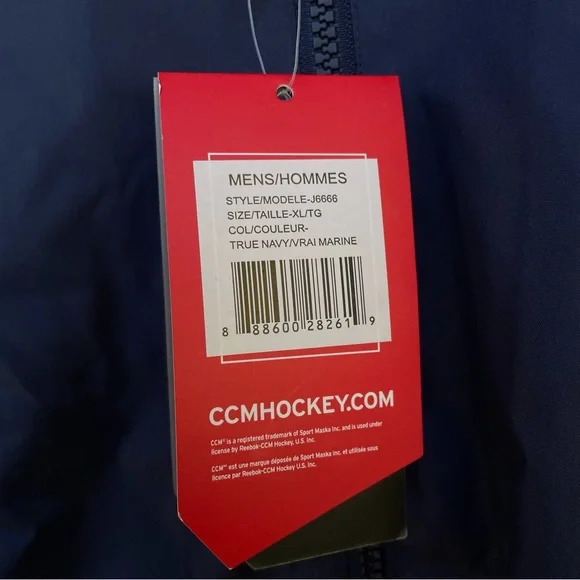 MENS/HOMMES
STYLE/MODELE-J6666
SIZE/TAILLE-XL/TG
COL/COULEUR-
TRUE NAVY/VRAI MARINE
8 88600 28261 9
CCMHOCKEY.COM
CCM® is a registered trademark of Sport Maska Inc. and is used under
license by Reebok-CCM Hockey, U.S. Inc.
CCMᴹᶜ est une marque déposée de Sport Maska Inc. et utilisée sous
licence par Reebok-CCM Hockey, U.S. Inc.